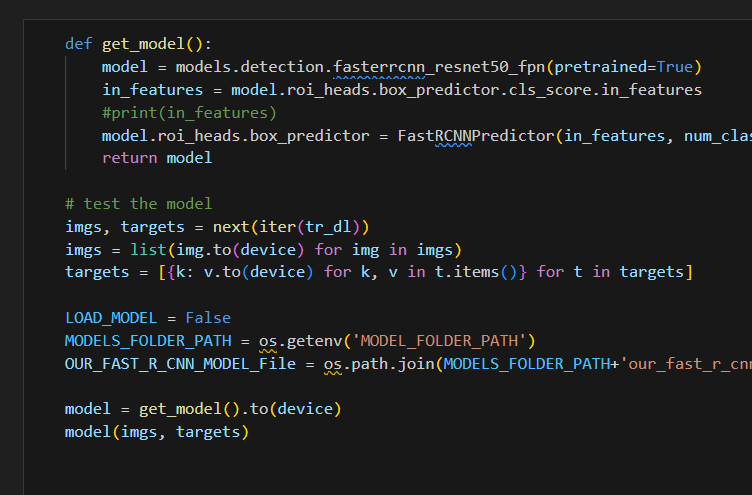 def get_model():
model = models.detection.fasterrcnn_resnet50_fpn(pretrained=True)
in_features = model.roi_heads.box_predictor.cls_score.in_features
#print(in_features)
model.roi_heads.box_predictor = FastRCNNPredictor(in_features, num_clas
return model
# test the model
imgs, targets = next(iter(tr_dl))
imgs = list(img.to(device) for img in imgs)
targets = [{k: v.to(device) for k, v in t.items()} for t in targets]
LOAD_MODEL = False
MODELS_FOLDER_PATH = os.getenv('MODEL_FOLDER_PATH')
OUR_FAST_R_CNN_MODEL_File = os.path.join(MODELS_FOLDER_PATH+'our_fast_r_cnn
model = get_model().to(device)
model(imgs, targets)